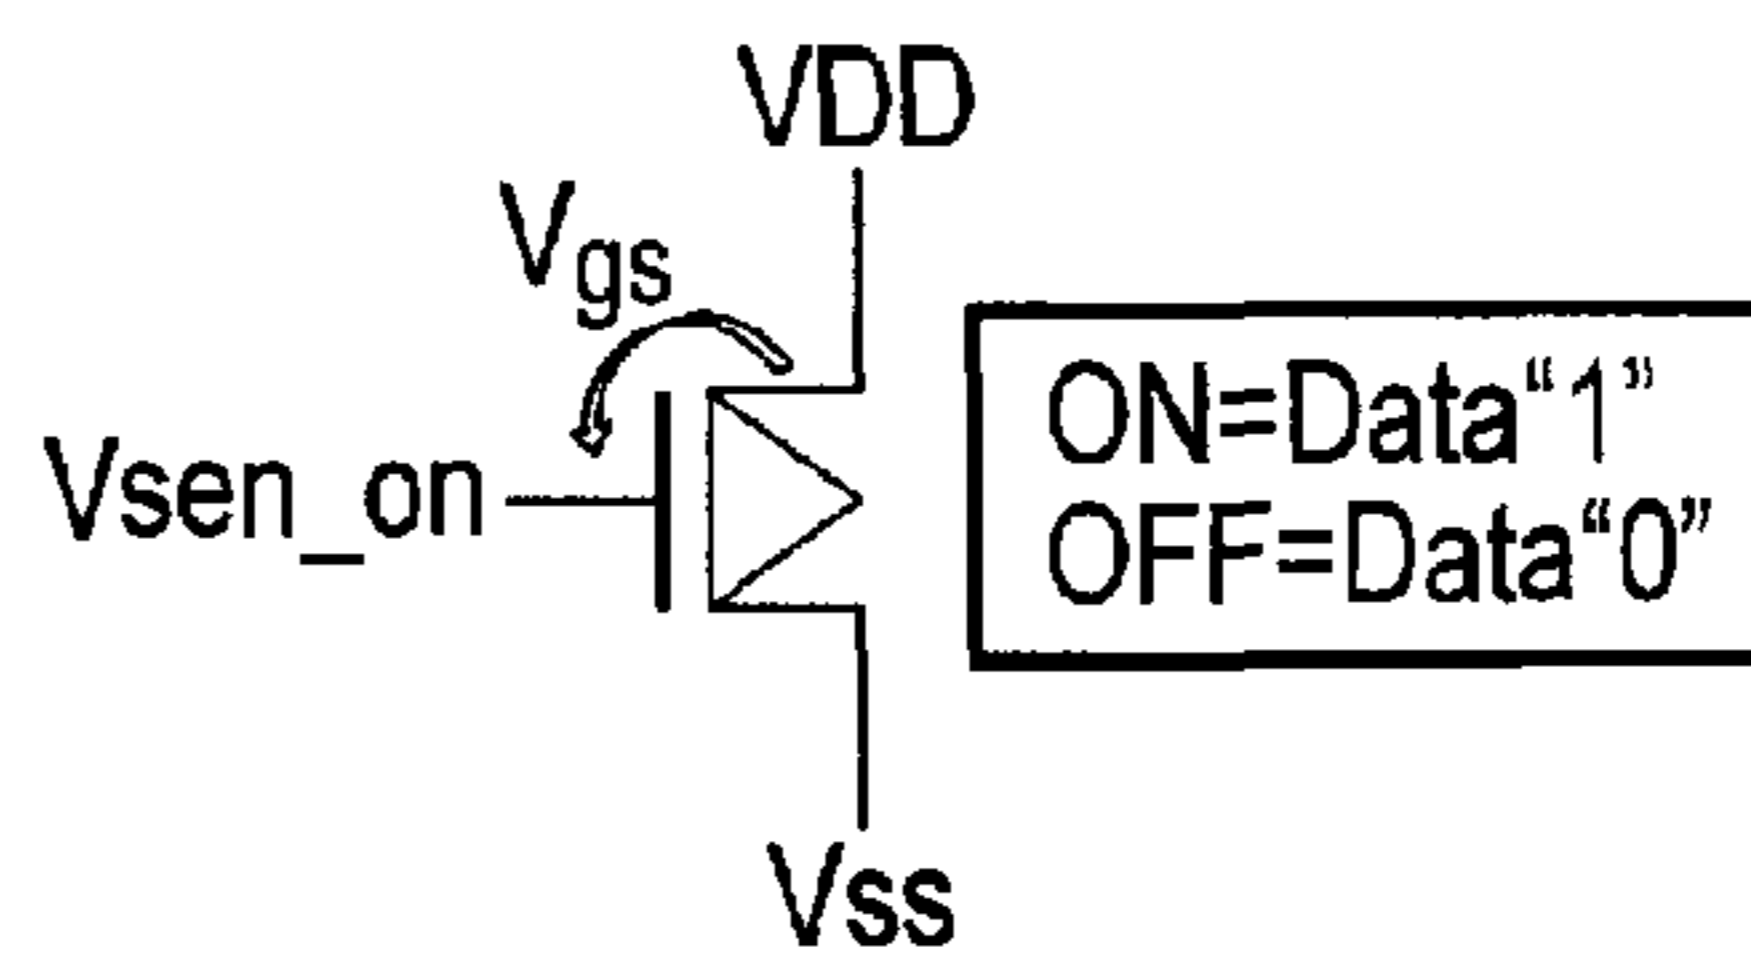 VDD
Vgs
Vsen_on
ON=Data“1”
OFF=Data“0”
Vss